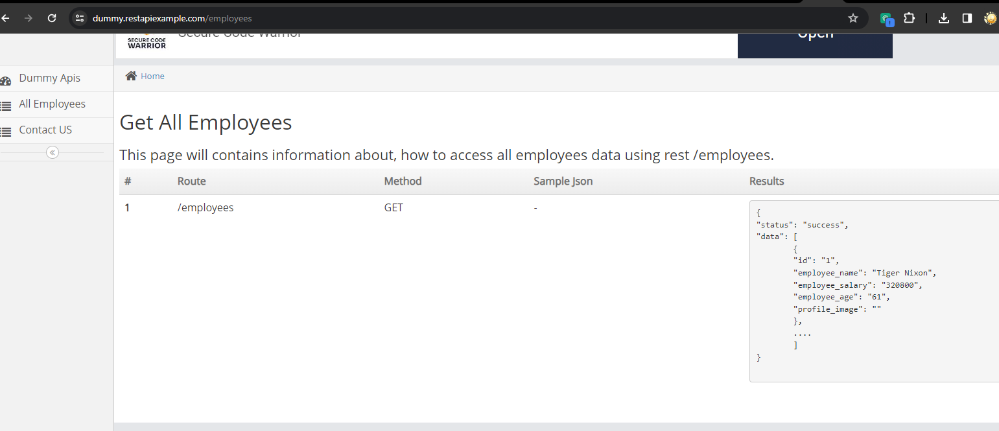 dummy.restapiexample.com/employees
SECURE CODE
WARRIOR
Secure Code Warrior
Open
Dummy Apis
All Employees
Contact US
Home
Get All Employees
This page will contains information about, how to access all employees data using rest /employees.
# Route Method Sample Json Results
1 /employees GET -
{
"status": "success",
"data": [
{
"id": "1",
"employee_name": "Tiger Nixon",
"employee_salary": "320800",
"employee_age": "61",
"profile_image": ""
},
....
]
}